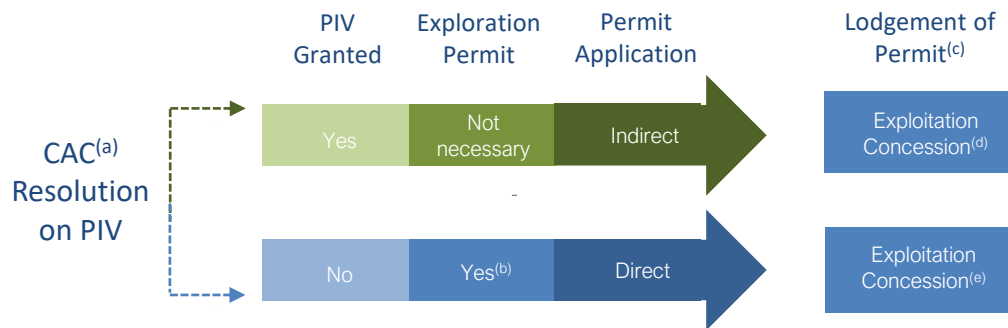 PIV
Granted
Exploration
Permit
Permit
Application
Lodgement of
Permit(c)
CAC(a)
Resolution
on PIV
Yes
Not
necessary
Indirect
Exploitation
Concession(d)
-
No
Yes(b)
Direct
Exploitation
Concession(e)